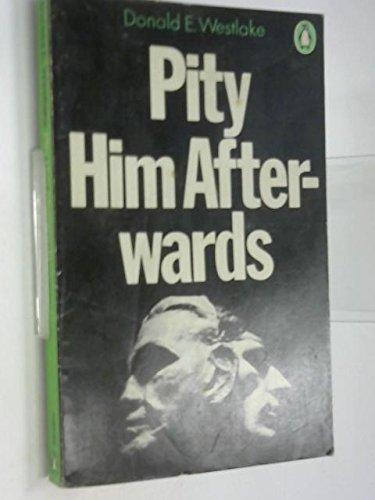 Donald E. Westlake
Pity
Him After-
wards